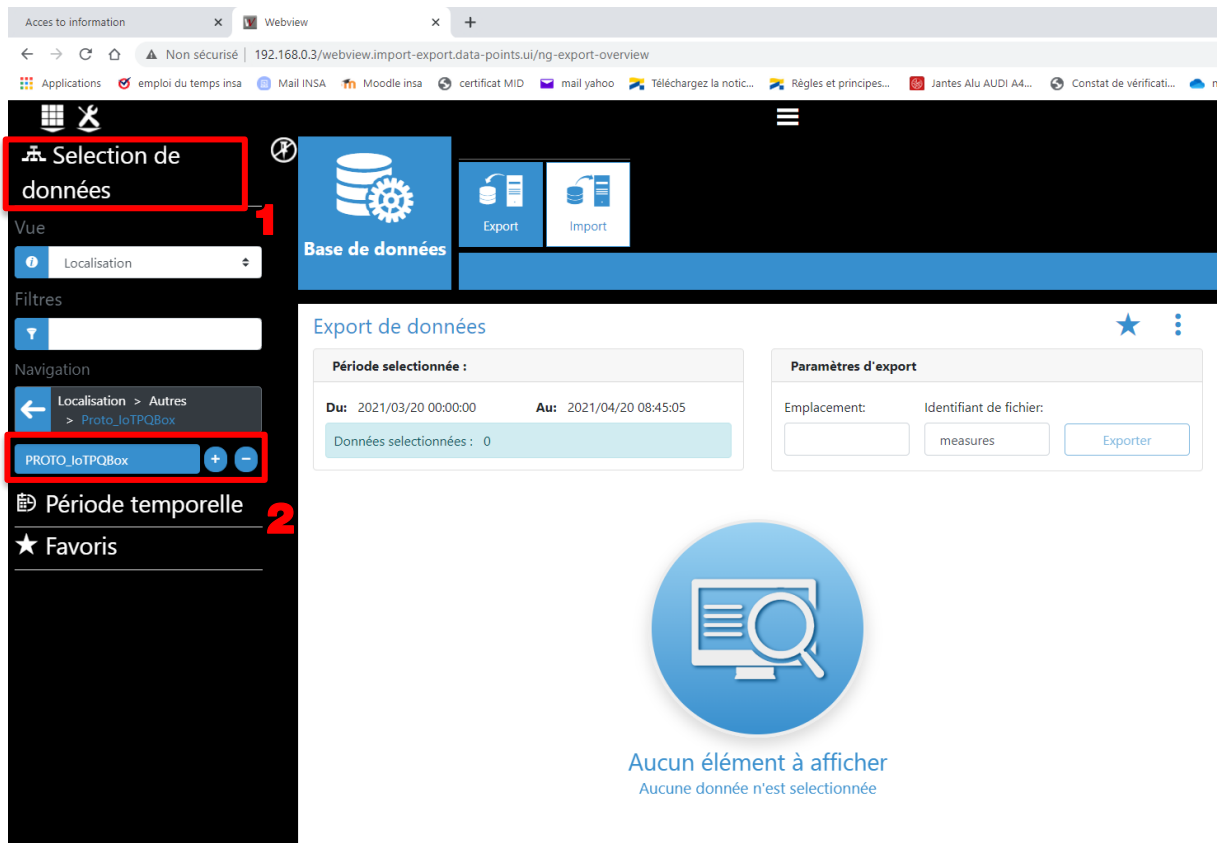 Acces to information
Webview
Non sécurisé | 192.168.0.3/webview.import-export.data-points.ui/ng-export-overview
Applications emploi du temps insa Mail INSA Moodle insa certificat MID mail yahoo Téléchargez la notic... Règles et principes... Jantes Alu AUDI A4... Constat de vérificati...
Selection de
données
1
Vue
Localisation
Filtres
Navigation
Localisation > Autres
> Proto_IoTPQBox
PROTO_IoTPQBox + −
2
Période temporelle
Favoris
Base de données
Export
Import
Export de données
Période selectionnée :
Du: 2021/03/20 00:00:00 Au: 2021/04/20 08:45:05
Données selectionnées : 0
Paramètres d'export
Emplacement: Identifiant de fichier:
measures Exporter
Aucun élément à afficher
Aucune donnée n'est selectionnée